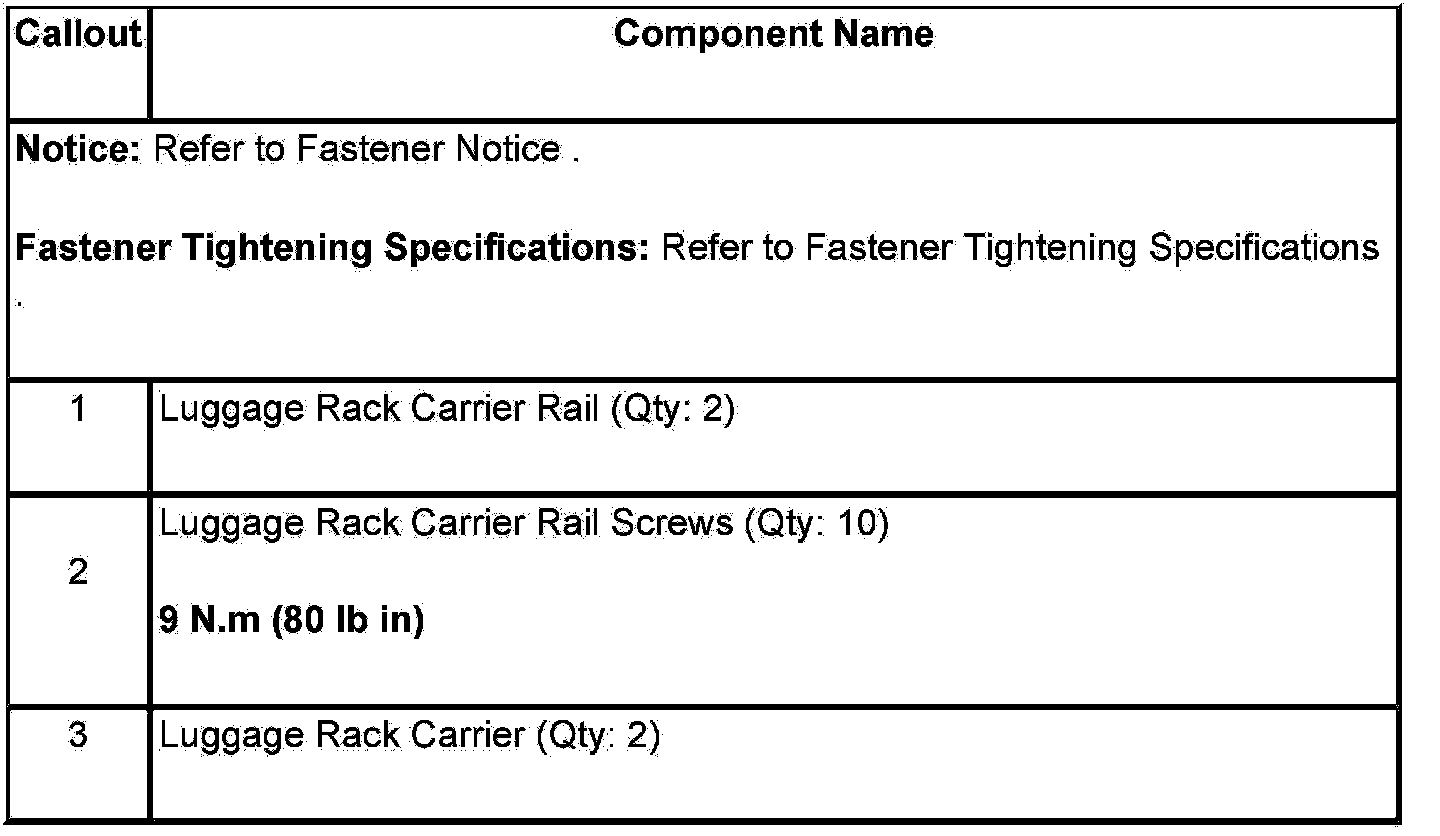 Callout Component Name
Notice: Refer to Fastener Notice .
Fastener Tightening Specifications: Refer to Fastener Tightening Specifications
.
1 Luggage Rack Carrier Rail (Qty: 2)
Luggage Rack Carrier Rail Screws (Qty: 10)
2
9 N.m (80 lb in)
3 Luggage Rack Carrier (Qty: 2)